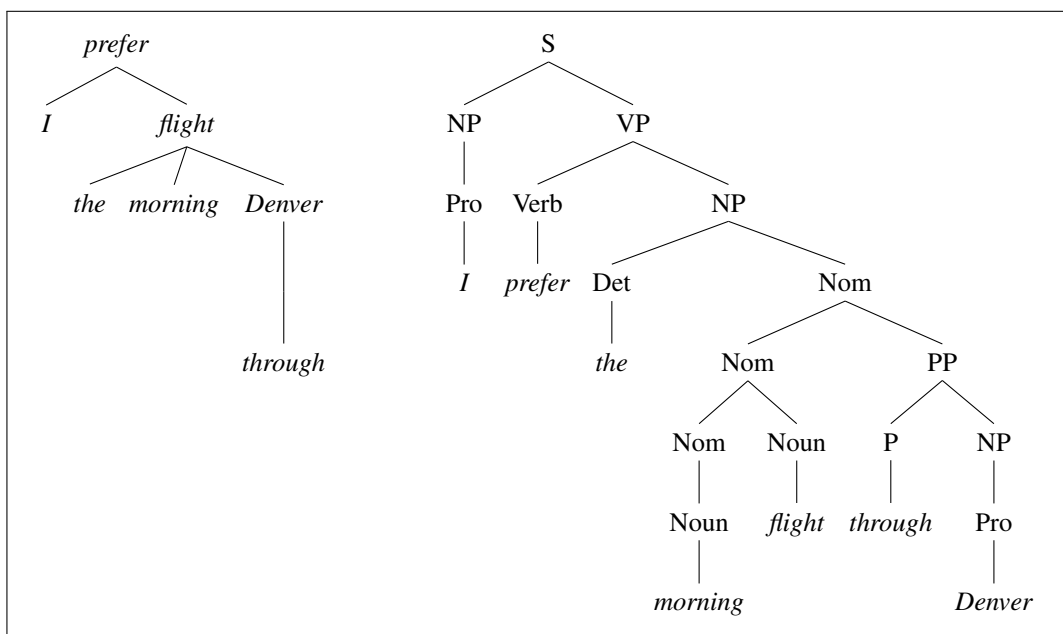 prefer S
I flight NP VP
the morning Denver Pro Verb NP
I prefer Det Nom
through the Nom PP
Nom Noun P NP
Noun flight through Pro
morning Denver